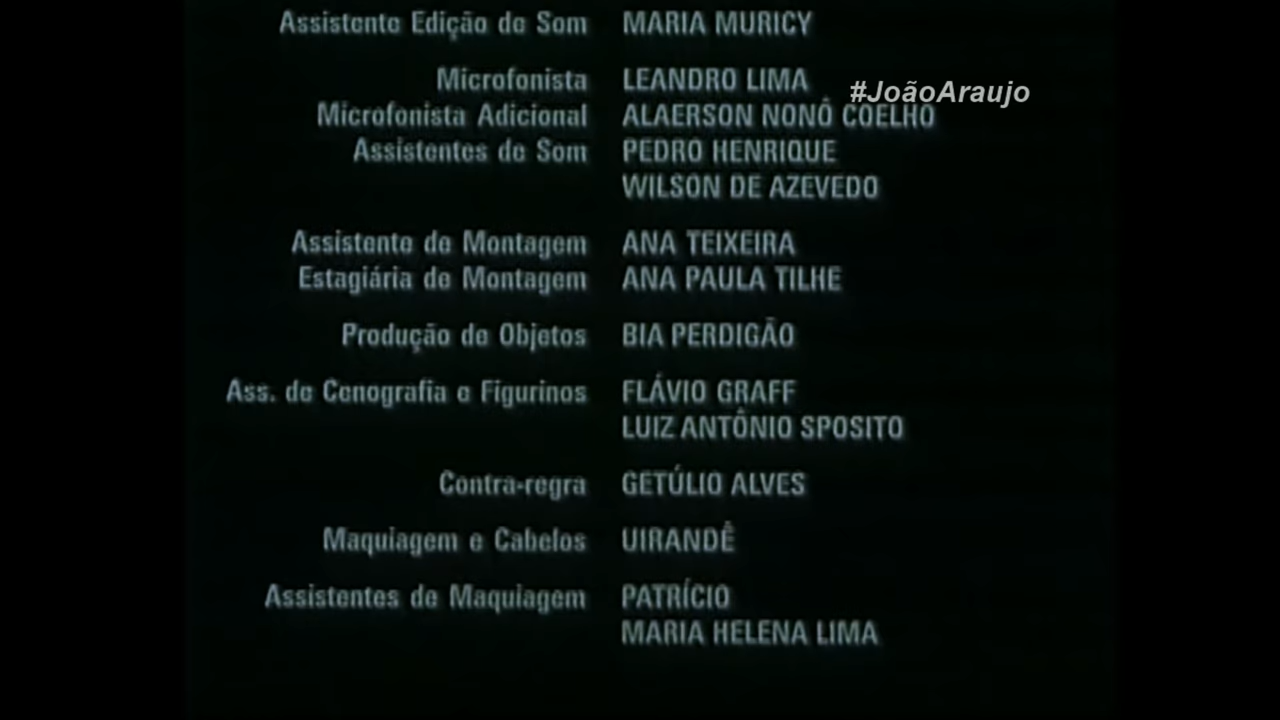 Assistente Edição de Som MARIA MURICY
Microfonista LEANDRO LIMA
#JoãoAraujo
Microfonista Adicional ALAERSON NONÔ COELHO
Assistentes de Som PEDRO HENRIQUE
WILSON DE AZEVEDO
Assistente de Montagem ANA TEIXEIRA
Estagiária de Montagem ANA PAULA TILHE
Produção de Objetos BIA PERDIGÃO
Ass. de Cenografia e Figurinos FLÁVIO GRAFF
LUIZ ANTÔNIO SPOSITO
Contra-regra GETÚLIO ALVES
Maquiagem e Cabelos UIRANDÊ
Assistentes de Maquiagem PATRÍCIO
MARIA HELENA LIMA